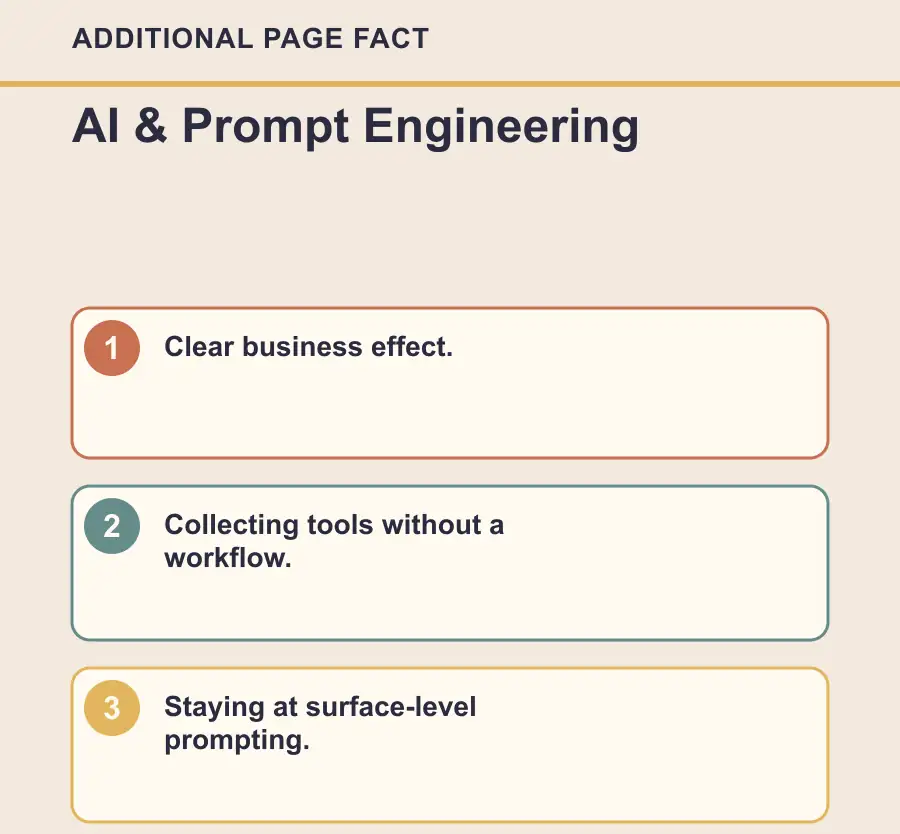 ADDITIONAL PAGE FACT
AI & Prompt Engineering
1
Clear business effect.
2
Collecting tools without a
workflow.
3
Staying at surface-level
prompting.